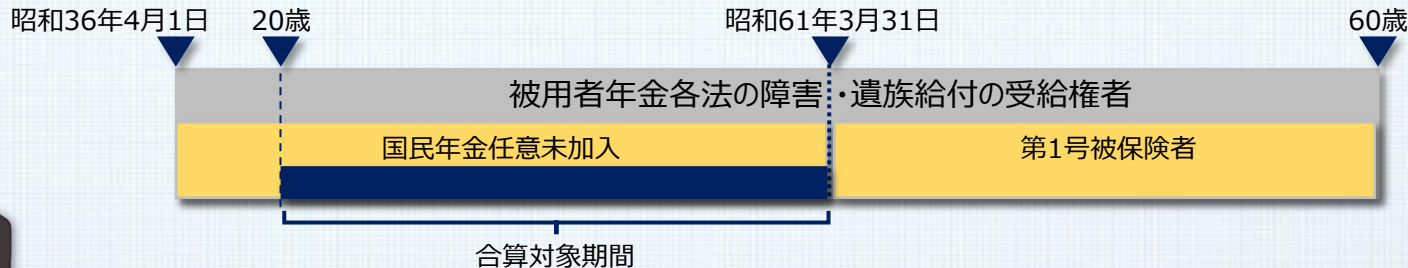 昭和36年4月1日 20歳 昭和61年3月31日 60歳
被用者年金各法の障害・遺族給付の受給権者
国民年金任意未加入 第1号被保険者
合算対象期間